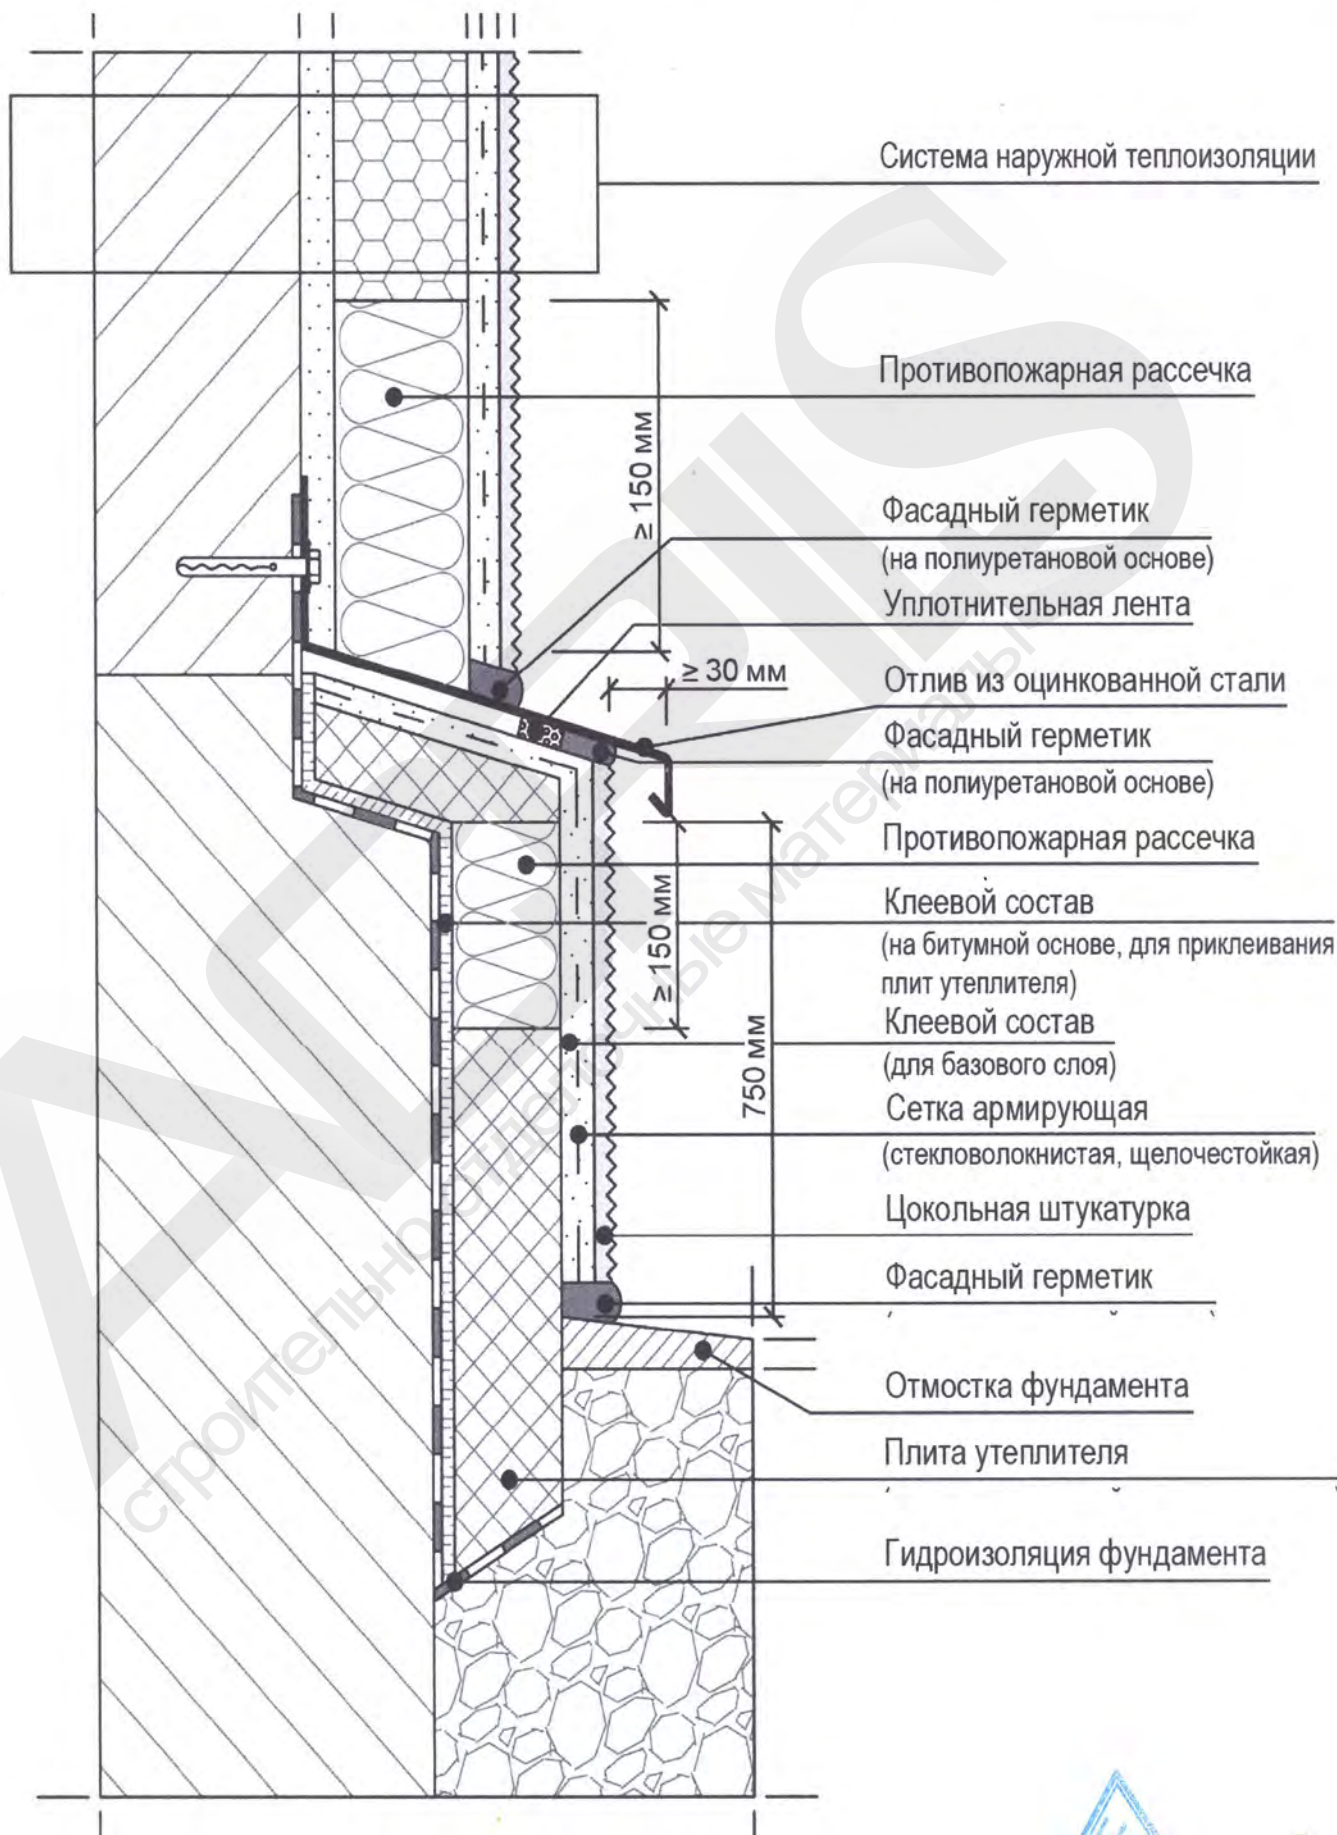 Система наружной теплоизоляции
Противопожарная рассечка
≥ 150 мм
Фасадный герметик
(на полиуретановой основе)
Уплотнительная лента
≥ 30 мм
Отлив из оцинкованной стали
Фасадный герметик
(на полиуретановой основе)
Противопожарная рассечка
≥ 150 мм
750 мм
Клеевой состав
(на битумной основе, для приклеивания
плит утеплителя)
Клеевой состав
(для базового слоя)
Сетка армирующая
(стекловолокнистая, щелочестойкая)
Цокольная штукатурка
Фасадный герметик
Отмостка фундамента
Плита утеплителя
Гидроизоляция фундамента
строительно-отделочные материалы